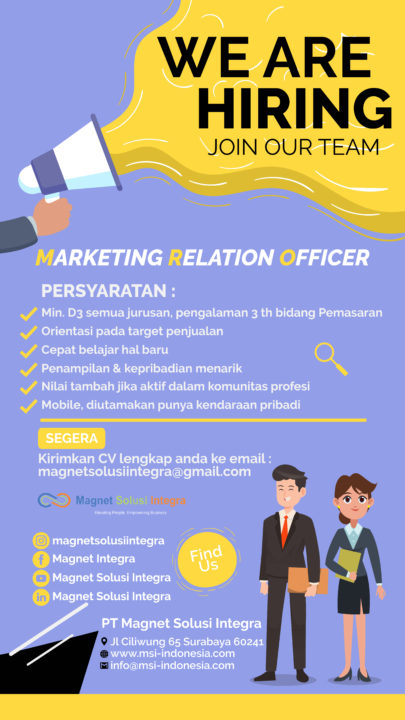 WE ARE
HIRING
JOIN OUR TEAM
MARKETING RELATION OFFICER
PERSYARATAN :
Min. D3 semua jurusan, pengalaman 3 th bidang Pemasaran
Orientasi pada target penjualan
Cepat belajar hal baru
Penampilan & kepribadian menarik
Nilai tambah jika aktif dalam komunitas profesi
Mobile, diutamakan punya kendaraan pribadi
SEGERA
Kirimkan CV lengkap anda ke email :
magnetsolusiintegra@gmail.com
Magnet Solusi Integra
Elevating People, Empowering Business
magnetsolusiintegra
Magnet Integra
Magnet Solusi Integra
Magnet Solusi Integra
Find
Us
PT Magnet Solusi Integra
Jl Ciliwung 65 Surabaya 60241
www.msi-indonesia.com
info@msi-indonesia.com